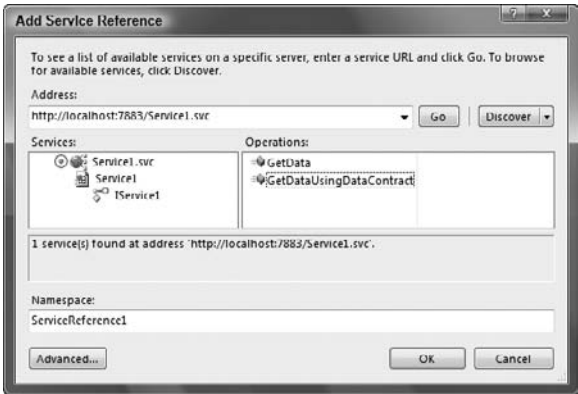 Add Service Reference
To see a list of available services on a specific server, enter a service URL and click Go. To browse
for available services, click Discover.
Address:
http://localhost:7883/Service1.svc
Go
Discover
Services:
Operations:
Service1.svc
Service1
IService1
GetData
GetDataUsingDataContract
1 service(s) found at address 'http://localhost:7883/Service1.svc'.
Namespace:
ServiceReference1
Advanced...
OK
Cancel